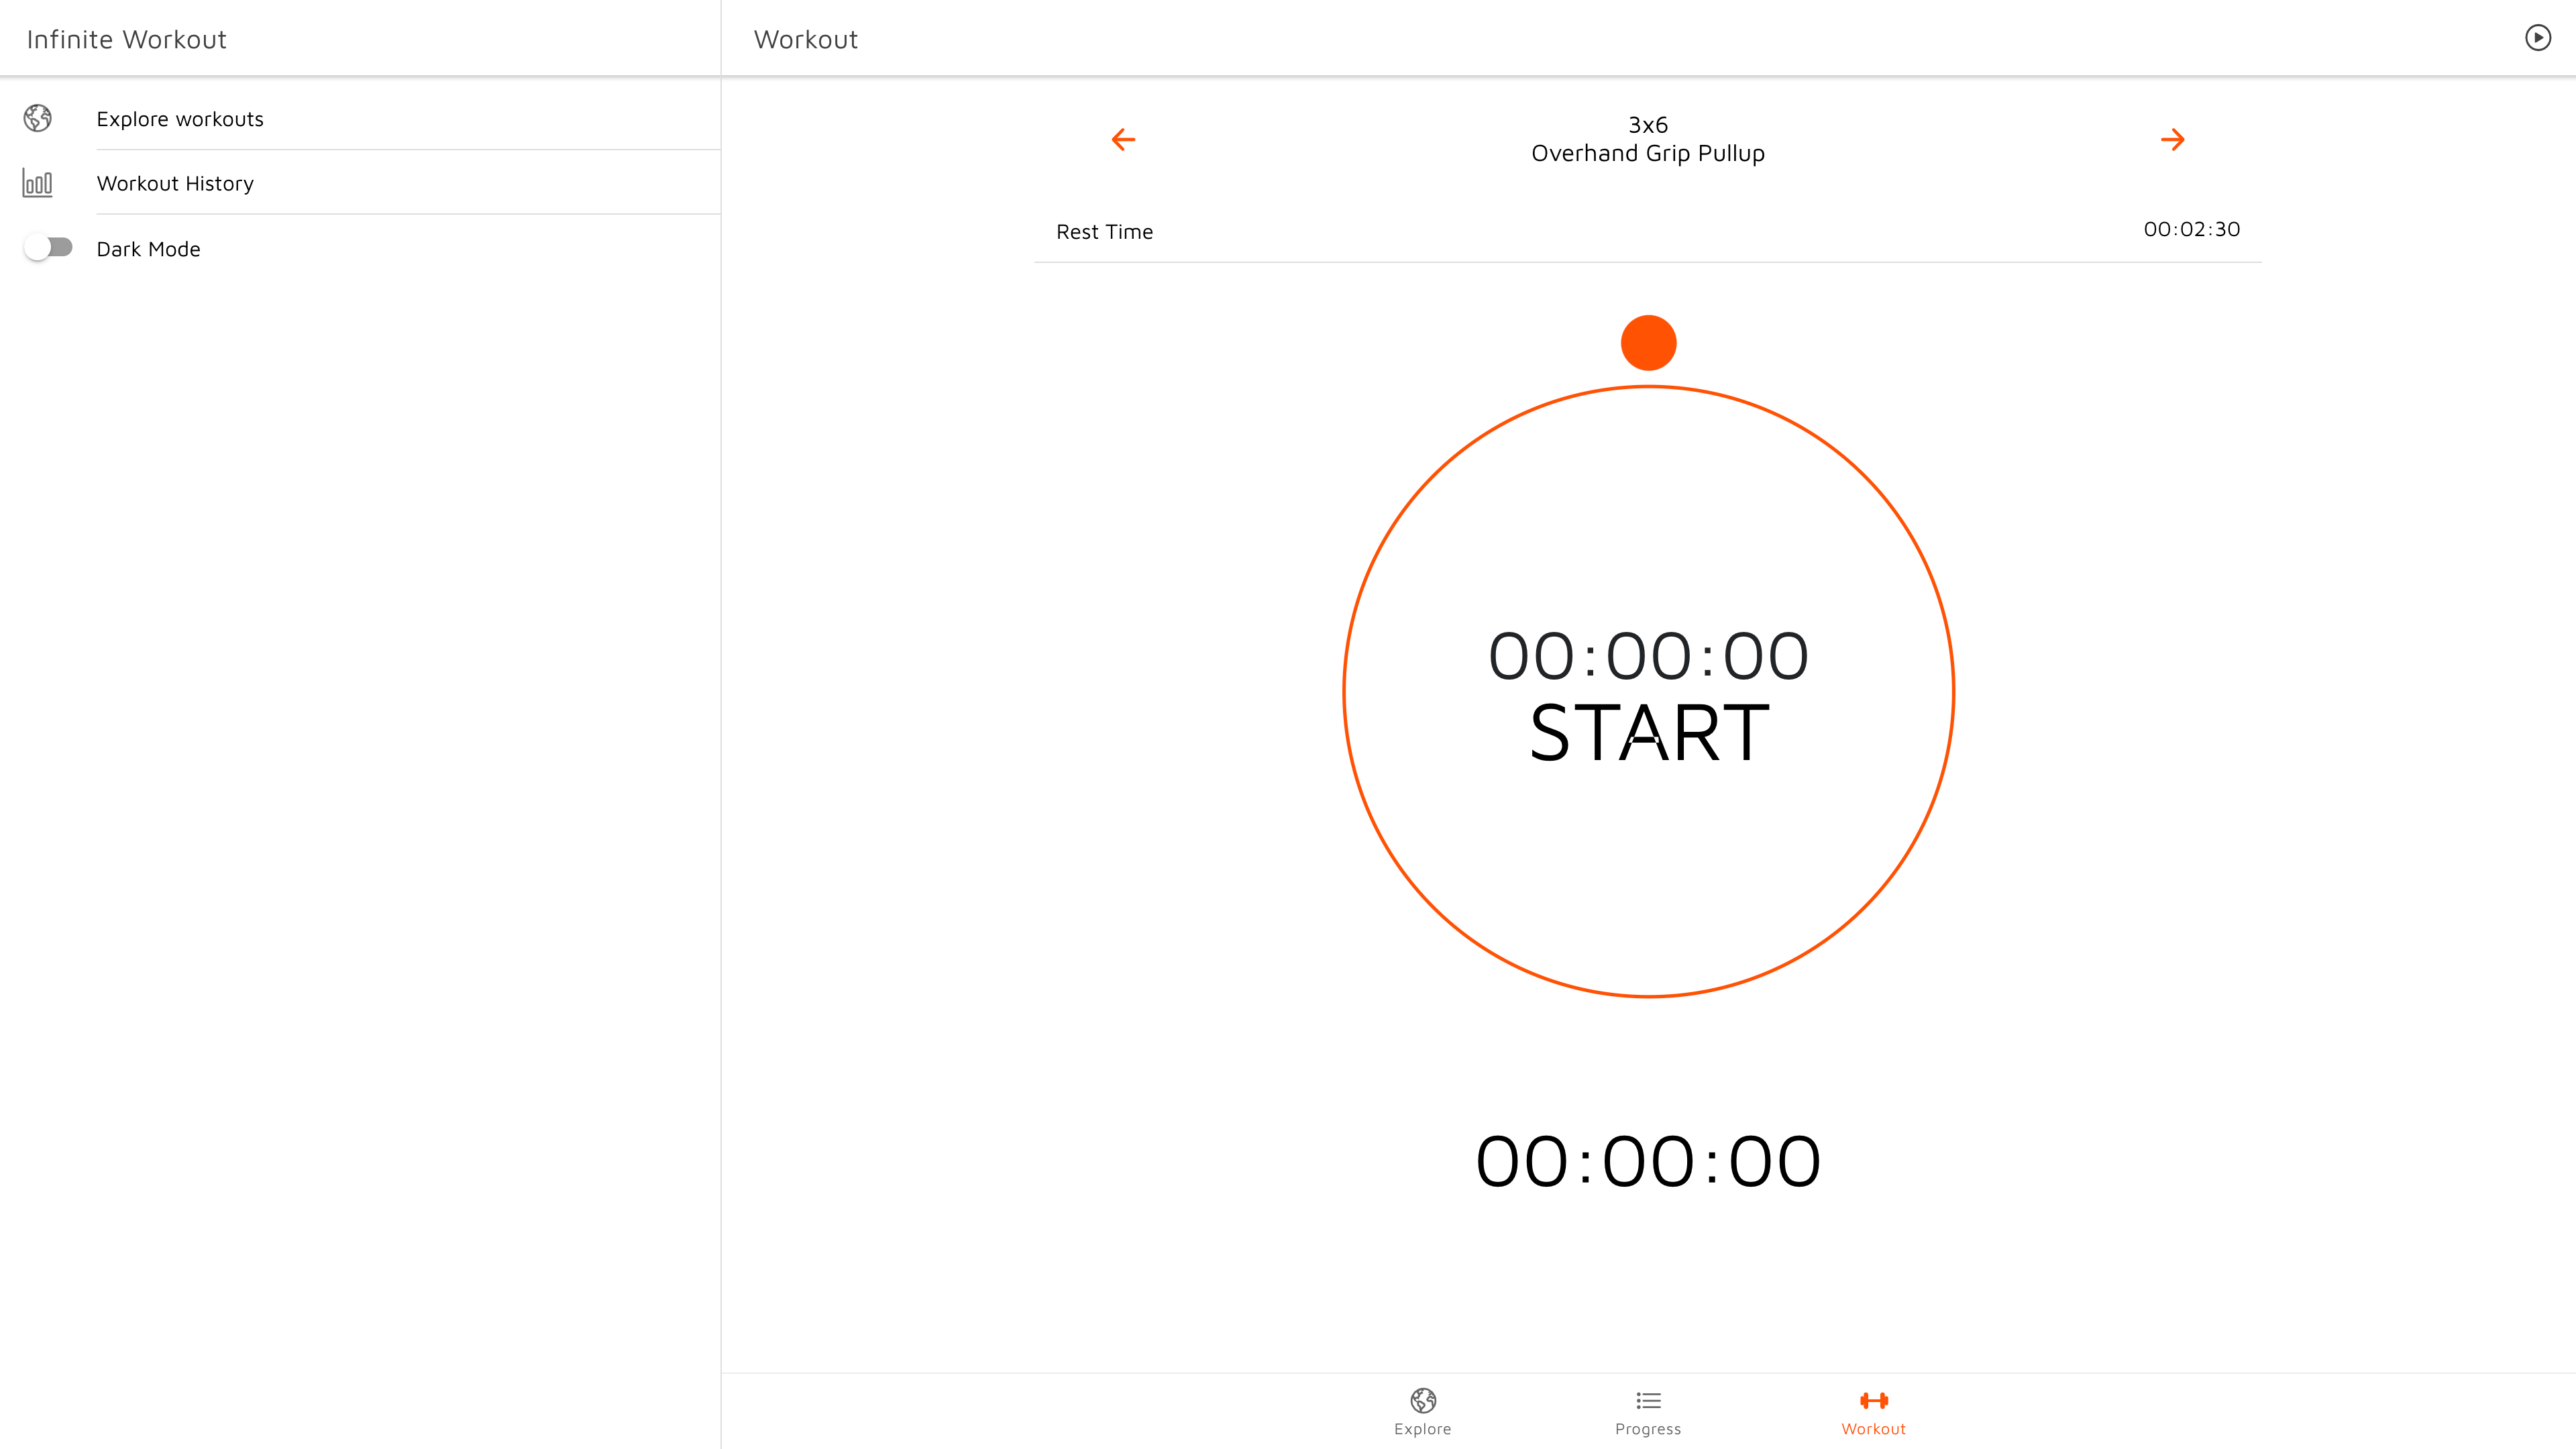 Infinite Workout
Explore workouts
Workout History
Dark Mode
Workout
3x6
Overhand Grip Pullup
Rest Time
00:02:30
00:00:00
START
00:00:00
Explore
Progress
Workout